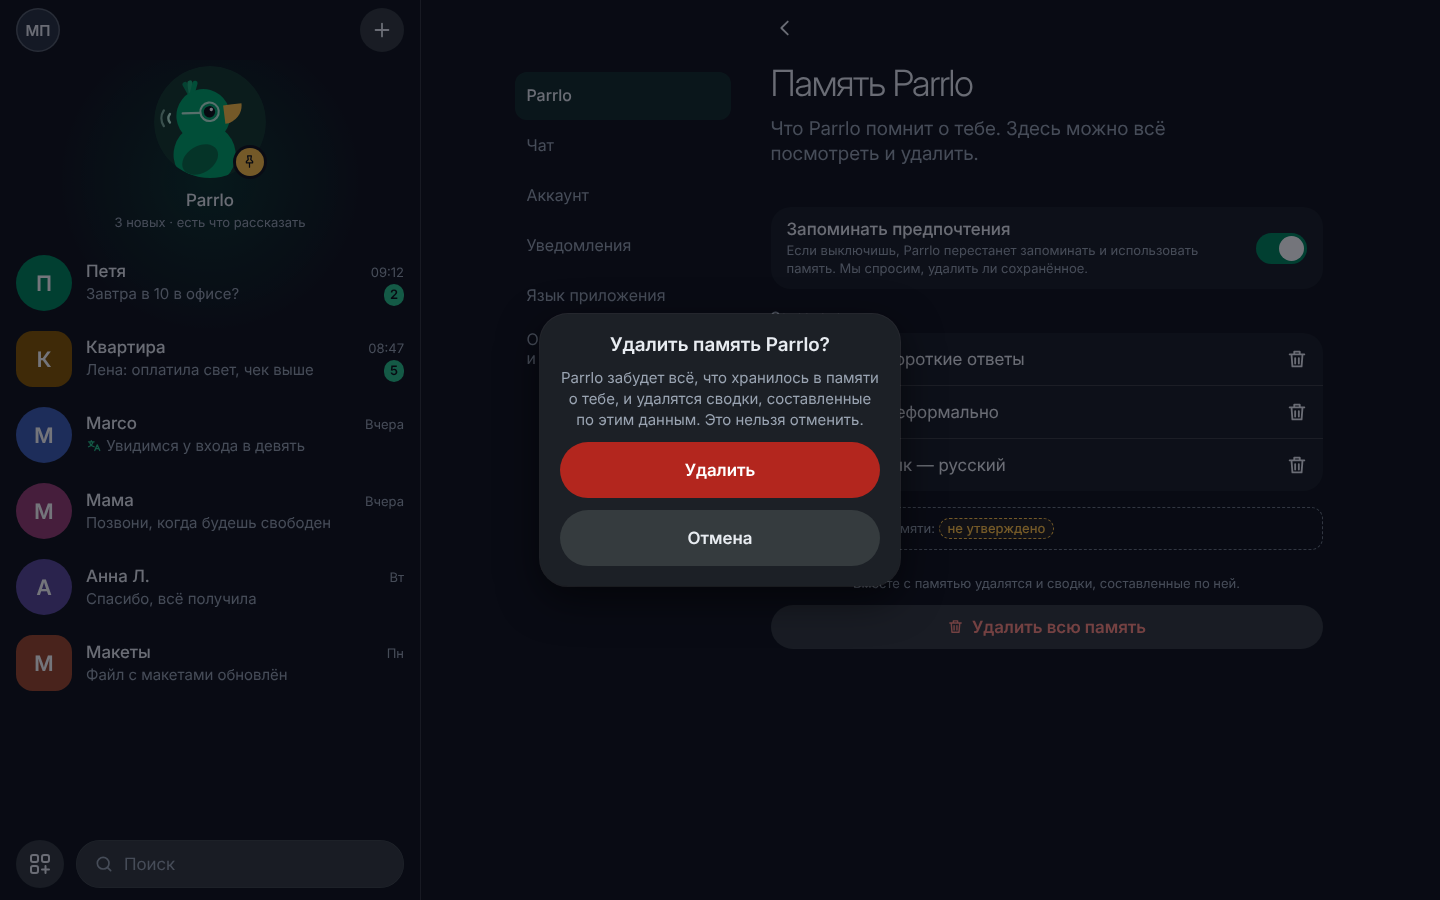 МП
Parrlo
3 новых · есть что рассказать
П
Петя
09:12
Завтра в 10 в офисе?
2
К
Квартира
08:47
Лена: оплатила свет, чек выше
5
M
Marco
Вчера
Увидимся у входа в девять
М
Мама
Вчера
Позвони, когда будешь свободен
А
Анна Л.
Вт
Спасибо, всё получила
М
Макеты
Пн
Файл с макетами обновлён
Поиск
Parrlo
Чат
Аккаунт
Уведомления
Язык приложения
Память Parrlo
Что Parrlo помнит о тебе. Здесь можно всё
посмотреть и удалить.
Запоминать предпочтения
Если выключишь, Parrlo перестанет запоминать и использовать
память. Мы спросим, удалить ли сохранённое.
ороткие ответы
еформально
— русский
мяти: не утверждено
Вместе с памятью удалятся и сводки, составленные по ней.
Удалить всю память
Удалить память Parrlo?
Parrlo забудет всё, что хранилось в памяти
о тебе, и удалятся сводки, составленные
по этим данным. Это нельзя отменить.
Удалить
Отмена